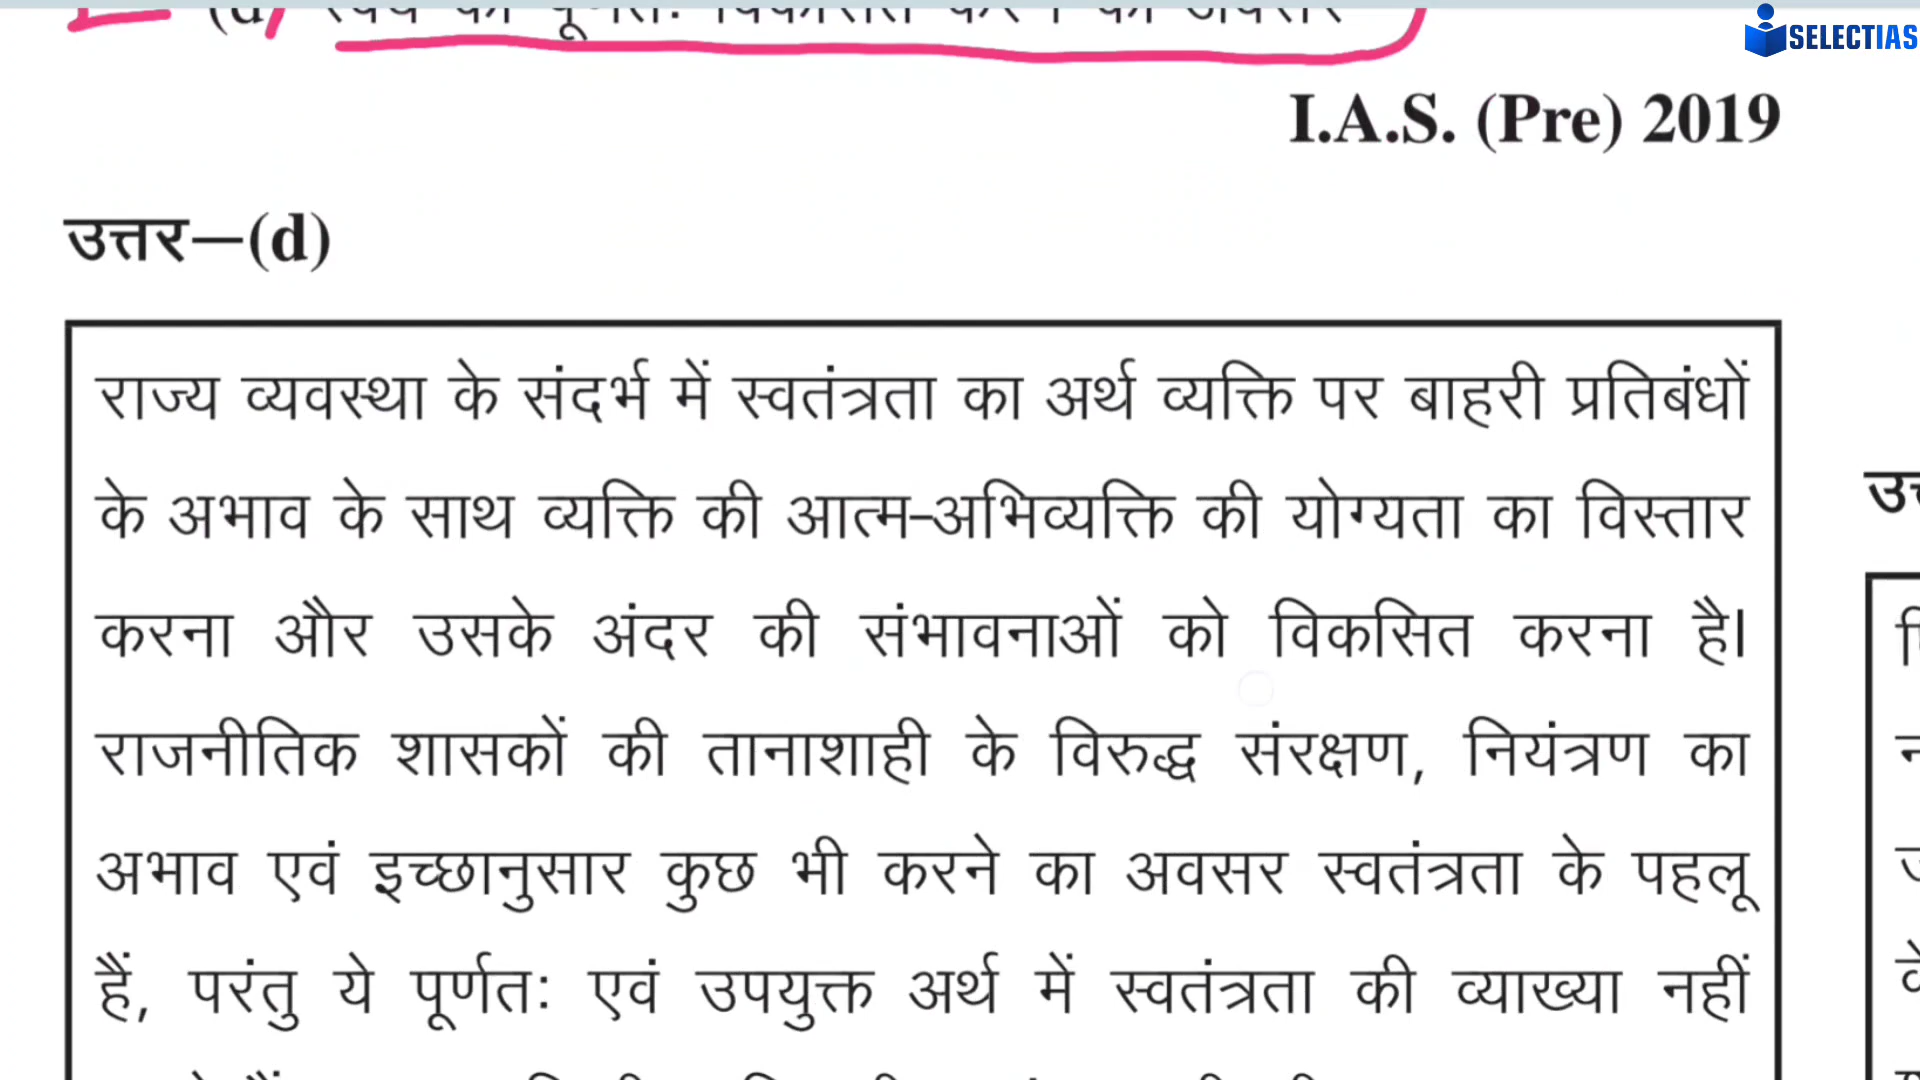 SELECTIAS
I.A.S. (Pre) 2019
उत्तर—(d)
राज्य व्यवस्था के संदर्भ में स्वतंत्रता का अर्थ व्यक्ति पर बाहरी प्रतिबंधों
के अभाव के साथ व्यक्ति की आत्म-अभिव्यक्ति की योग्यता का विस्तार
करना और उसके अंदर की संभावनाओं को विकसित करना है।
राजनीतिक शासकों की तानाशाही के विरुद्ध संरक्षण, नियंत्रण का
अभाव एवं इच्छानुसार कुछ भी करने का अवसर स्वतंत्रता के पहलू
हैं, परंतु ये पूर्णतः एवं उपयुक्त अर्थ में स्वतंत्रता की व्याख्या नहीं